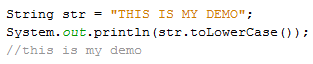 String str = "THIS IS MY DEMO";
System.out.println(str.toLowerCase());
//this is my demo